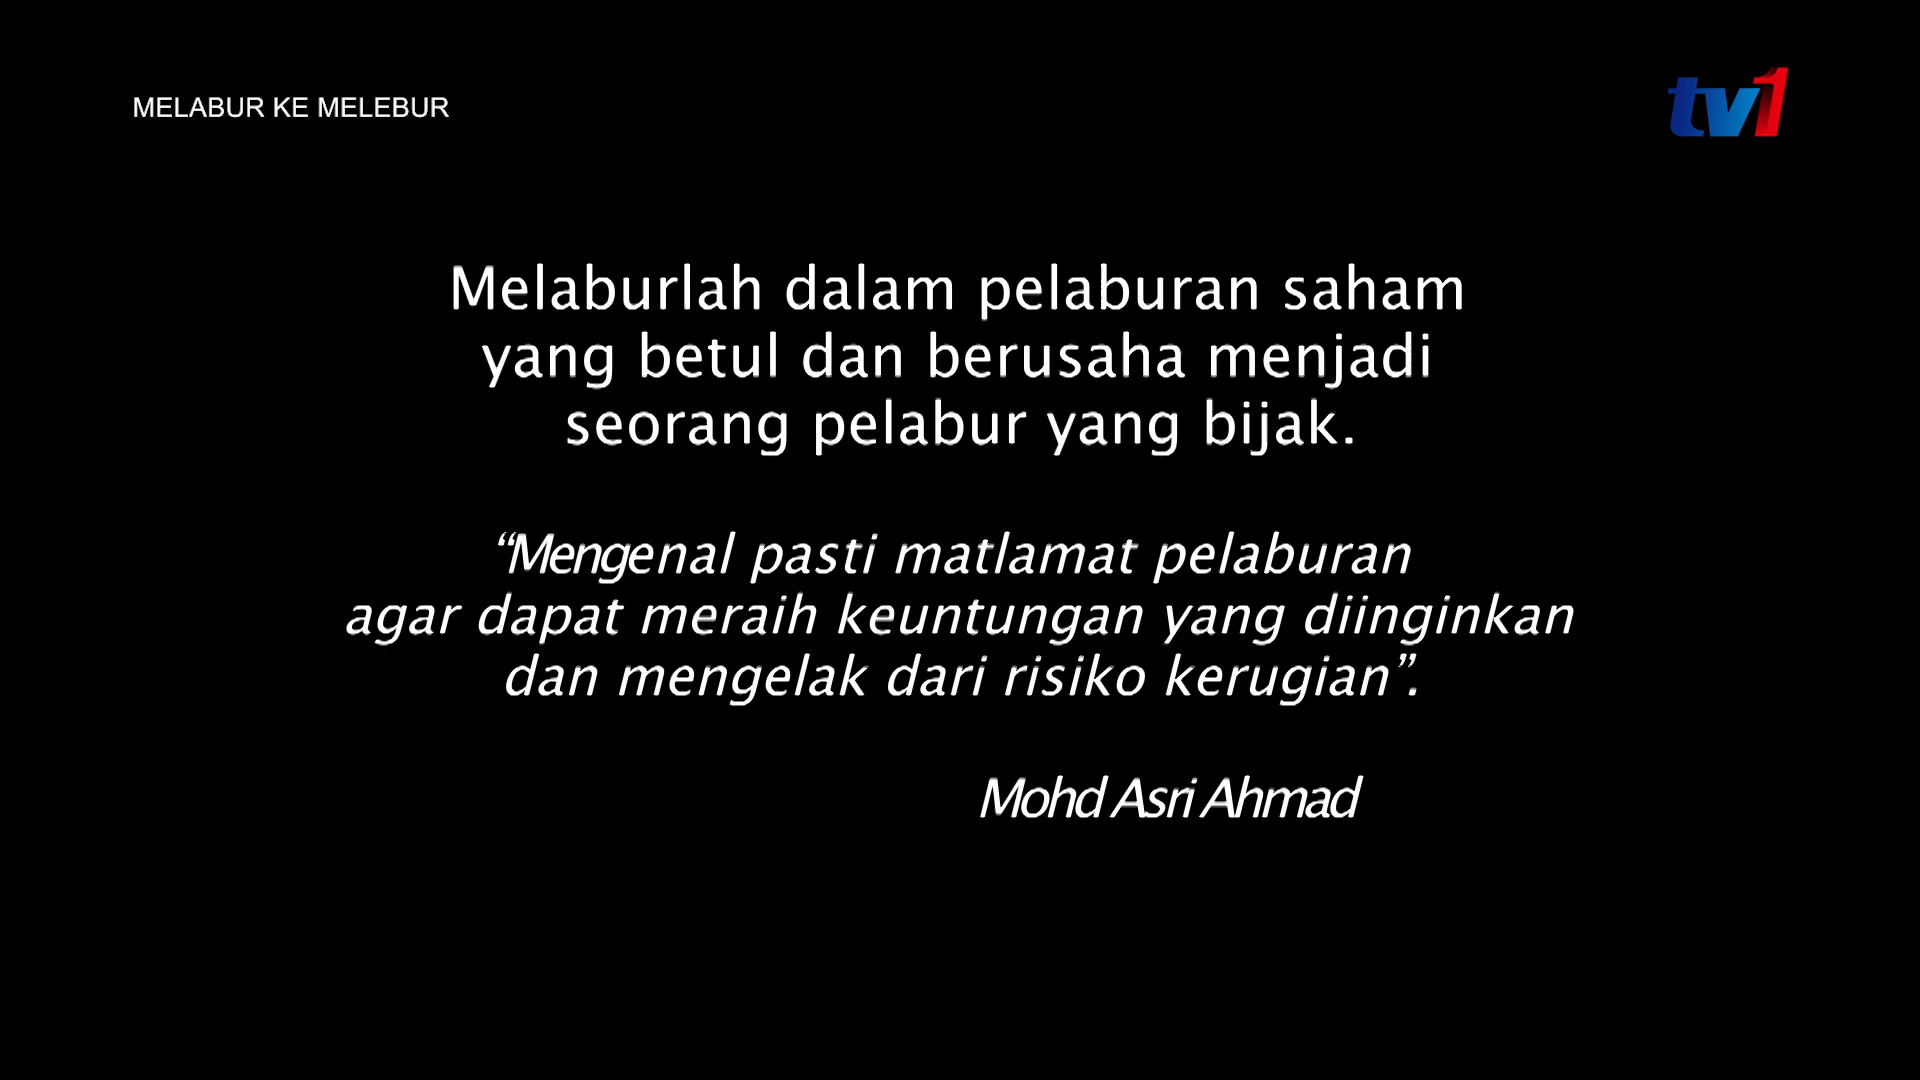 MELABUR KE MELEBUR
tv1
Melaburlah dalam pelaburan saham
yang betul dan berusaha menjadi
seorang pelabur yang bijak.
“Mengenal pasti matlamat pelaburan
agar dapat meraih keuntungan yang diinginkan
dan mengelak dari risiko kerugian”.
Mohd Asri Ahmad